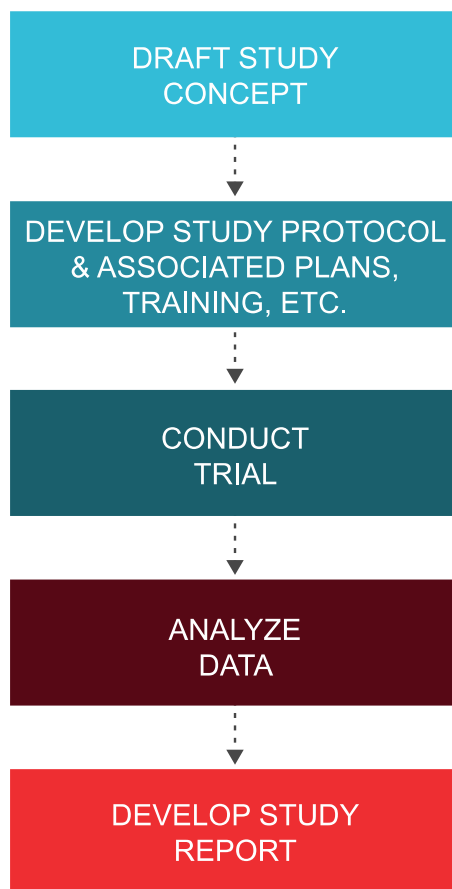 DRAFT STUDY
CONCEPT
DEVELOP STUDY PROTOCOL
& ASSOCIATED PLANS,
TRAINING, ETC.
CONDUCT
TRIAL
ANALYZE
DATA
DEVELOP STUDY
REPORT